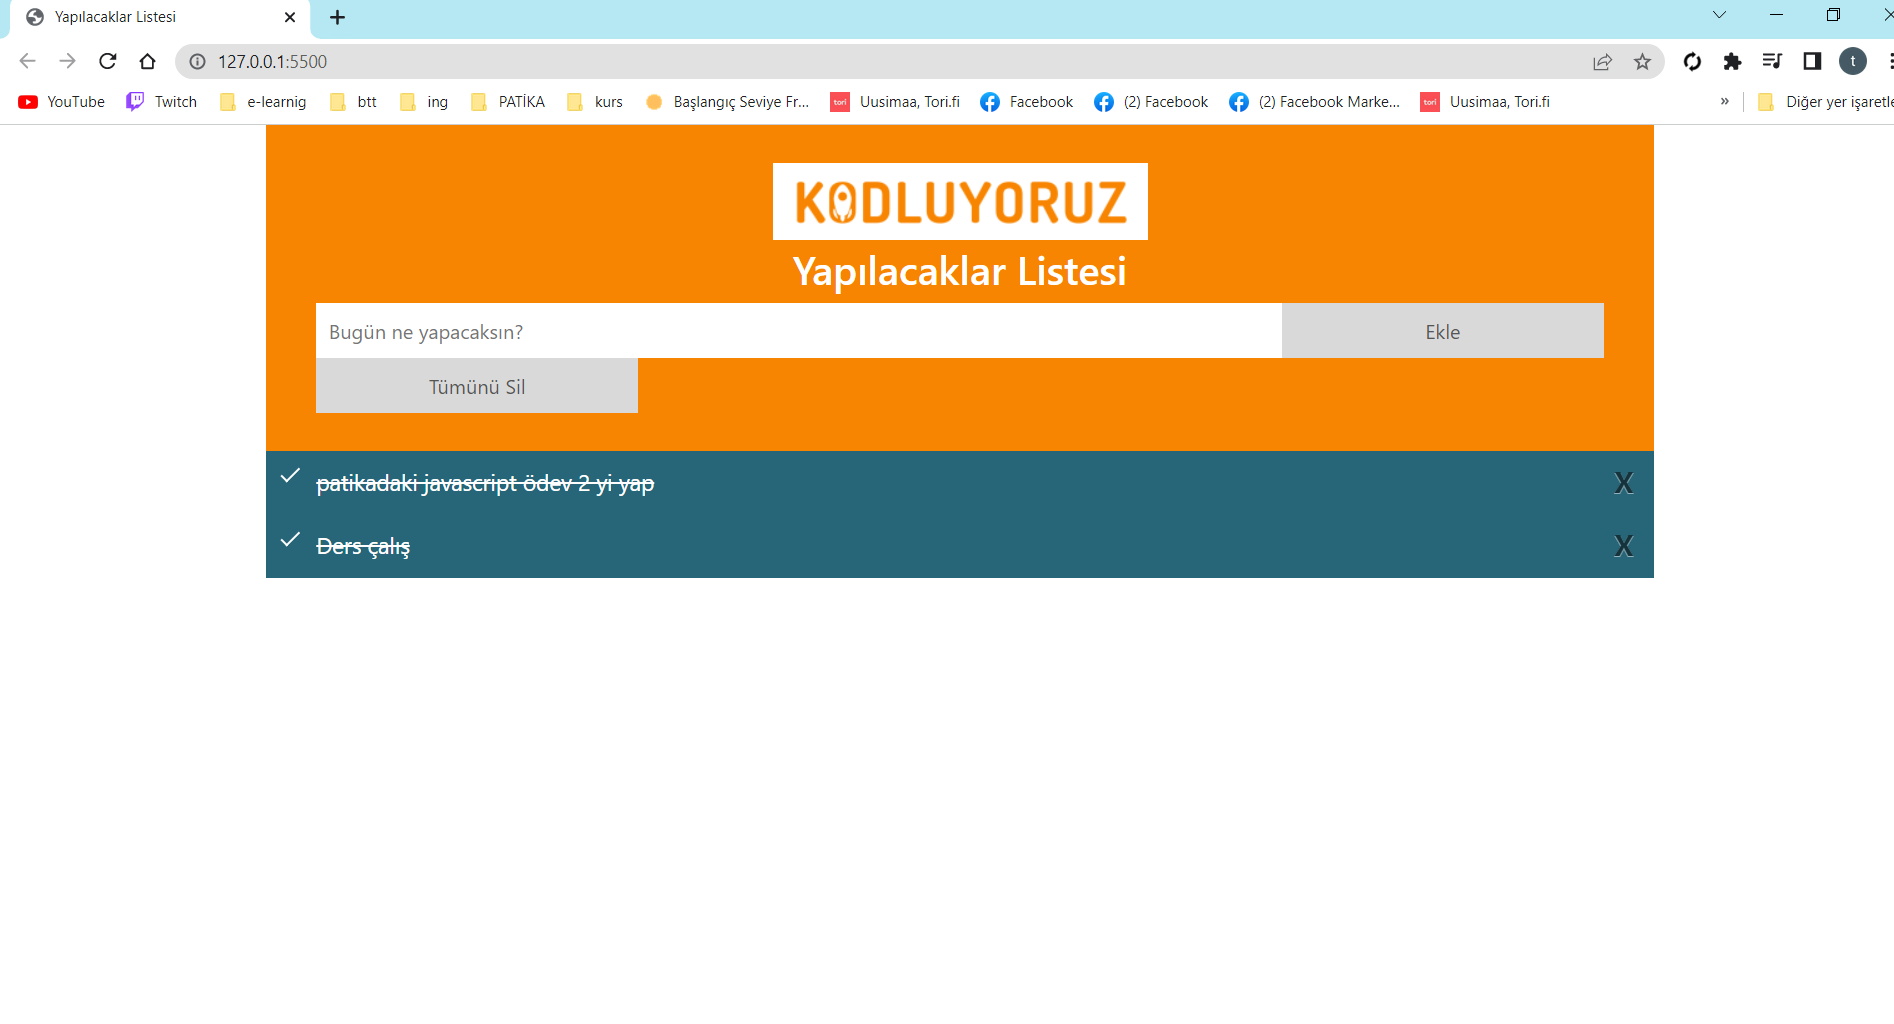 Yapılacaklar Listesi
127.0.0.1:5500
t
YouTube Twitch e-learnig btt ing PATİKA kurs Başlangıç Seviye Fr... tori Uusimaa, Tori.fi Facebook (2) Facebook (2) Facebook Marke... tori Uusimaa, Tori.fi » Diğer yer işaretle
KODLUYORUZ
Yapılacaklar Listesi
Bugün ne yapacaksın? Ekle
Tümünü Sil
patikadaki javascript ödev 2 yi yap X
Ders çalış X